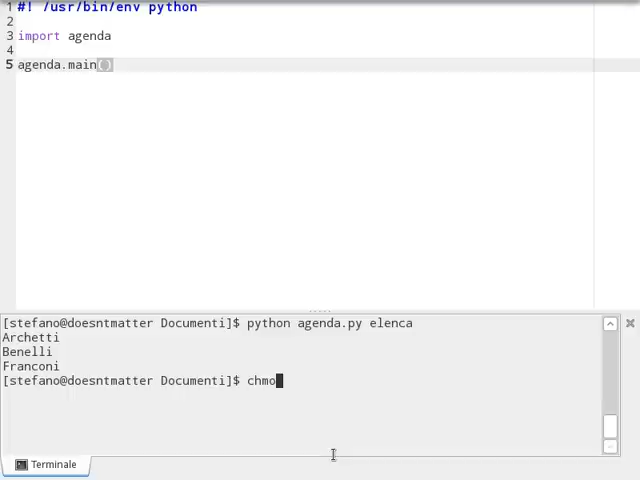 1 #! /usr/bin/env python
2
3 import agenda
4
5 agenda.main()
[stefano@doesntmatter Documenti]$ python agenda.py elenca
Archetti
Benelli
Franconi
[stefano@doesntmatter Documenti]$ chmo
Terminale